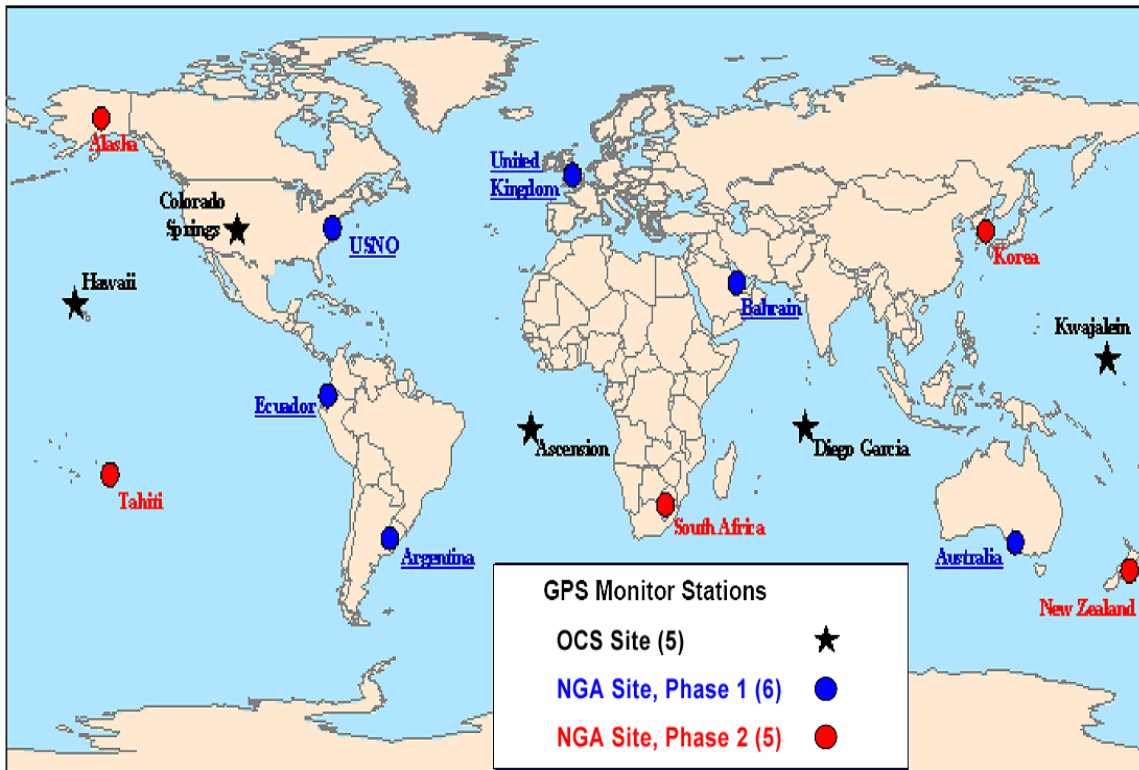 Alaska
United
Kingdom
Colorado
Springs
USNO
Korea
Hawaii
Bahrain
Kwajalein
Ecuador
Ascension
Diego Garcia
Tahiti
South Africa
Argentina
Australia
New Zealand
GPS Monitor Stations
OCS Site (5)
NGA Site, Phase 1 (6)
NGA Site, Phase 2 (5)